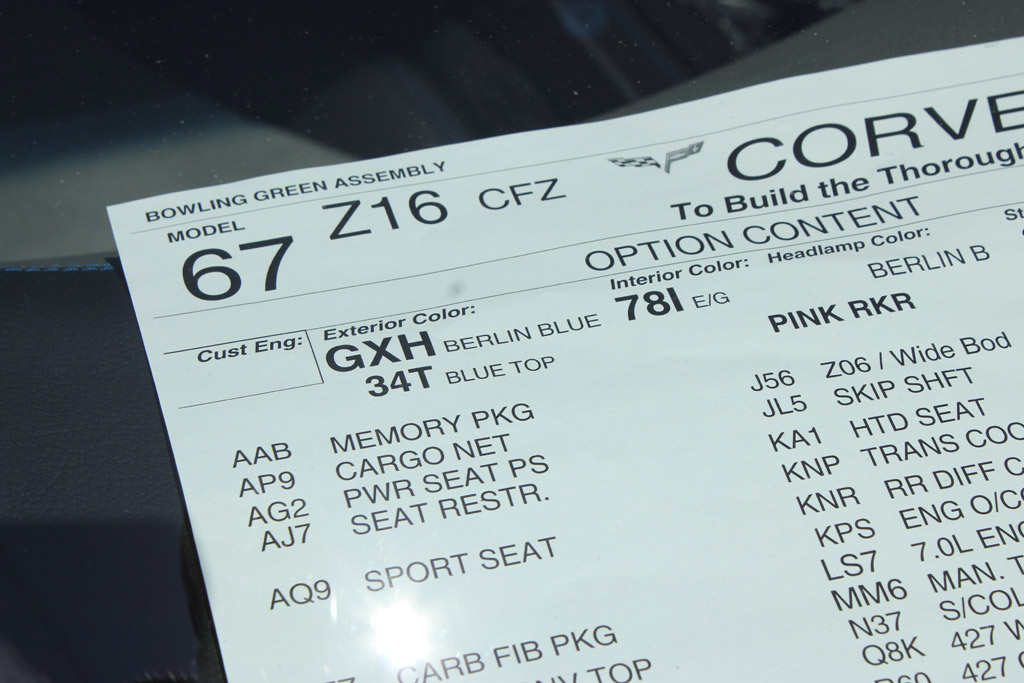 BOWLING GREEN ASSEMBLY
MODEL
67 Z16 CFZ
To Build the
OPTION CONTENT
Cust Eng:
Exterior Color:
Interior Color:
Headlamp Color:
GXH BERLIN BLUE
78I E/G
BERLIN B
34T BLUE TOP
PINK RKR
AAB MEMORY PKG
AP9 CARGO NET
AG2 PWR SEAT PS
AJ7 SEAT RESTR.
AQ9 SPORT SEAT
CARB FIB PKG
TOP
J56 Z06 / Wide Bod
JL5 SKIP SHFT
KA1 HTD SEAT
KNP TRANS COO
KNR RR DIFF C
KPS ENG O/CO
LS7 7.0L ENG
MM6 MAN. T
N37 S/COL
Q8K 427 W
427